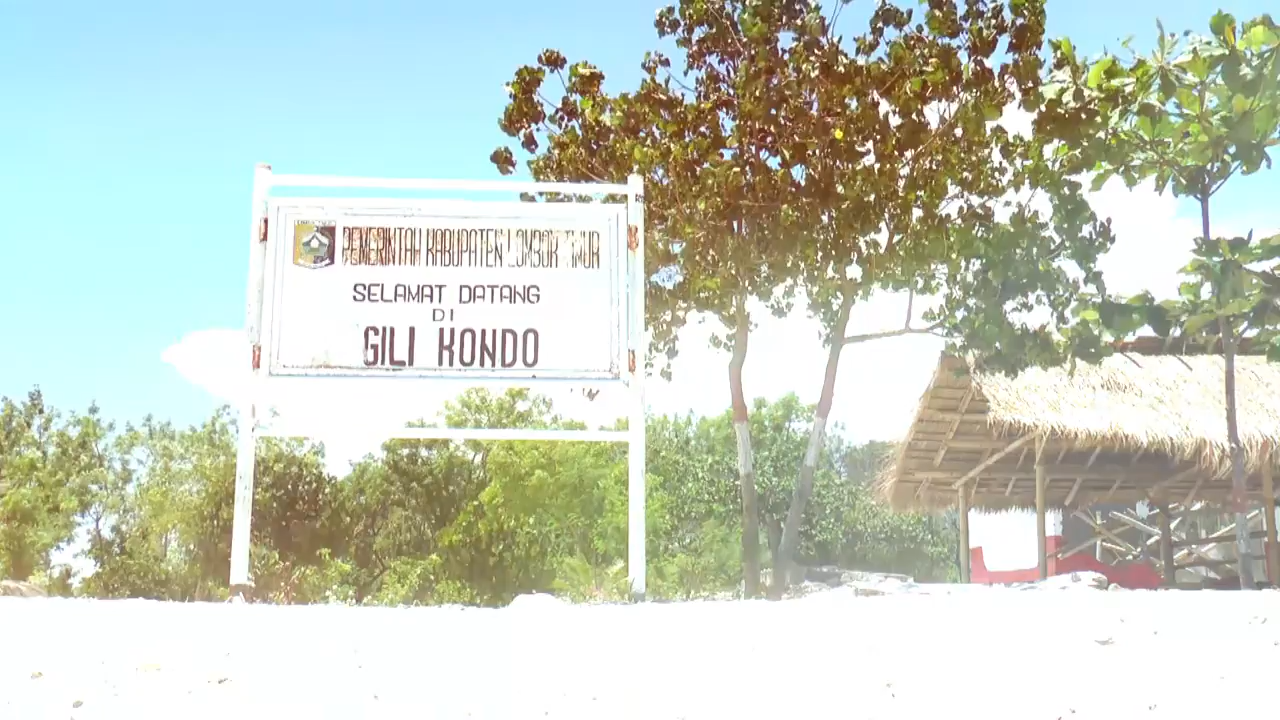 PEMERINTAH KABUPATEN LOMBOK TIMUR
SELAMAT DATANG
DI
GILI KONDO